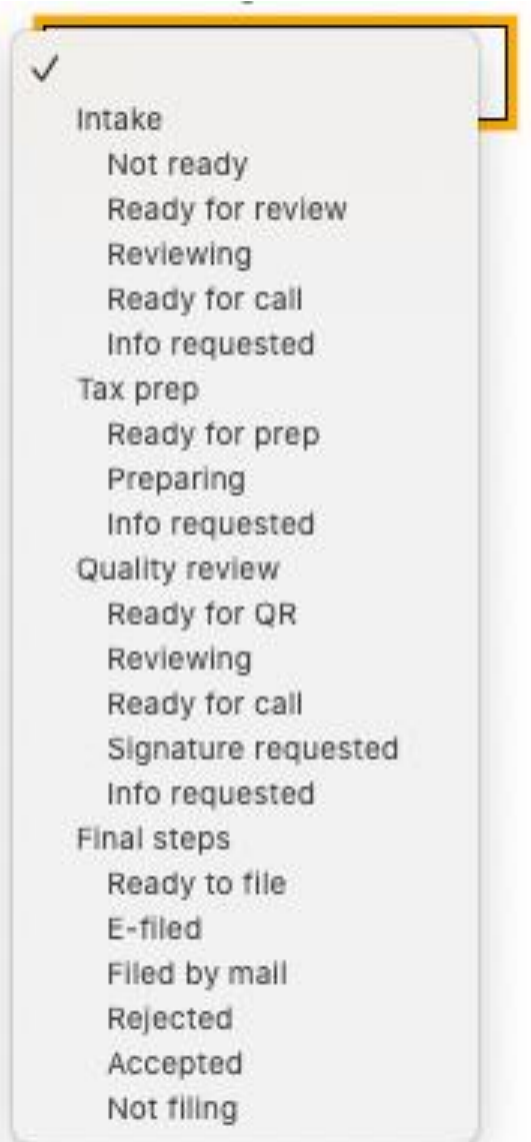 Intake
Not ready
Ready for review
Reviewing
Ready for call
Info requested
Tax prep
Ready for prep
Preparing
Info requested
Quality review
Ready for QR
Reviewing
Ready for call
Signature requested
Info requested
Final steps
Ready to file
E-filed
Filed by mail
Rejected
Accepted
Not filing